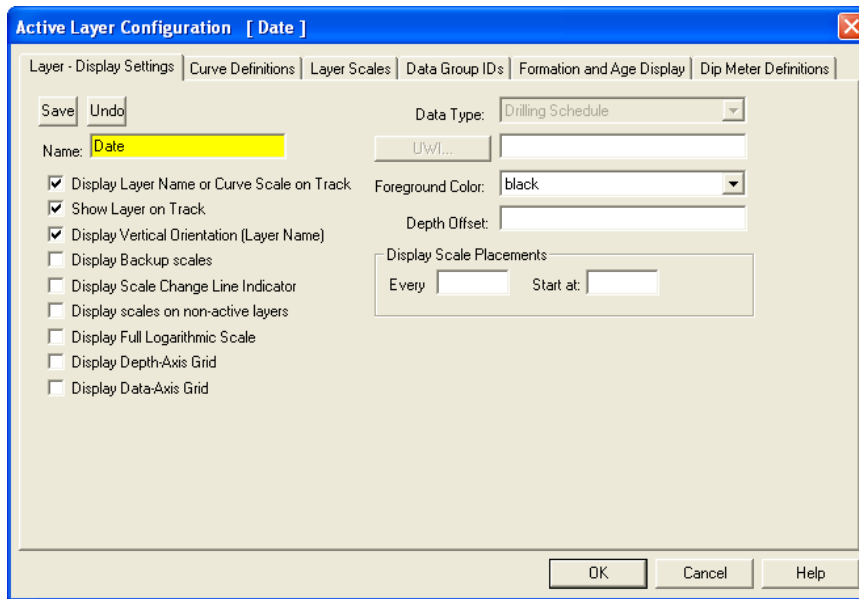 Active Layer Configuration [ Date ]
Layer - Display Settings Curve Definitions Layer Scales Data Group IDs Formation and Age Display Dip Meter Definitions
Save Undo
Name: Date
Display Layer Name or Curve Scale on Track
Show Layer on Track
Display Vertical Orientation (Layer Name)
Display Backup scales
Display Scale Change Line Indicator
Display scales on non-active layers
Display Full Logarithmic Scale
Display Depth-Axis Grid
Display Data-Axis Grid
Data Type: Drilling Schedule
UWI...
Foreground Color: black
Depth Offset:
Display Scale Placements
Every Start at:
OK Cancel Help